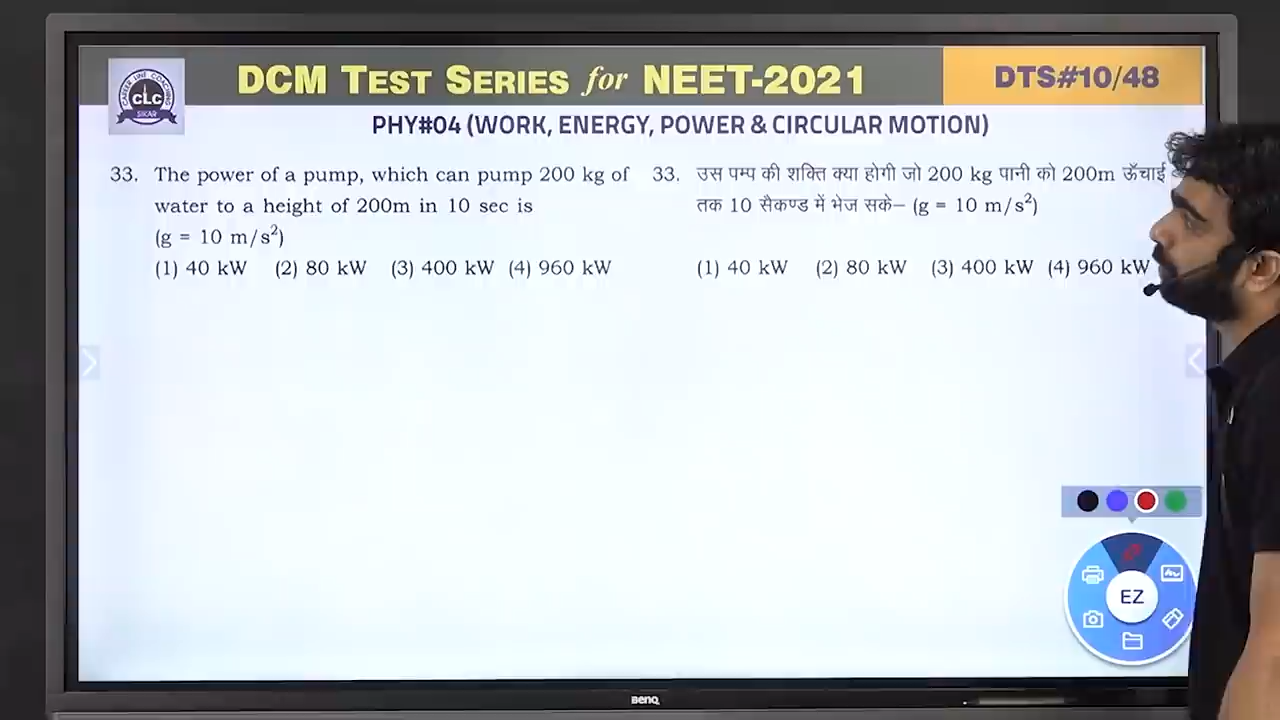 DCM TEST SERIES for NEET-2021
DTS#10/48
CAREER LINE COACHING
CLC
SIKAR
PHY#04 (WORK, ENERGY, POWER & CIRCULAR MOTION)
33. The power of a pump, which can pump 200 kg of
water to a height of 200m in 10 sec is
(g = 10 m/s²)
(1) 40 kW (2) 80 kW (3) 400 kW (4) 960 kW
33. उस पम्प की शक्ति क्या होगी जो 200 kg पानी को 200m ऊँचाई
तक 10 सैकण्ड में भेज सके– (g = 10 m/s²)
(1) 40 kW (2) 80 kW (3) 400 kW (4) 960 kW
EZ
BENQ